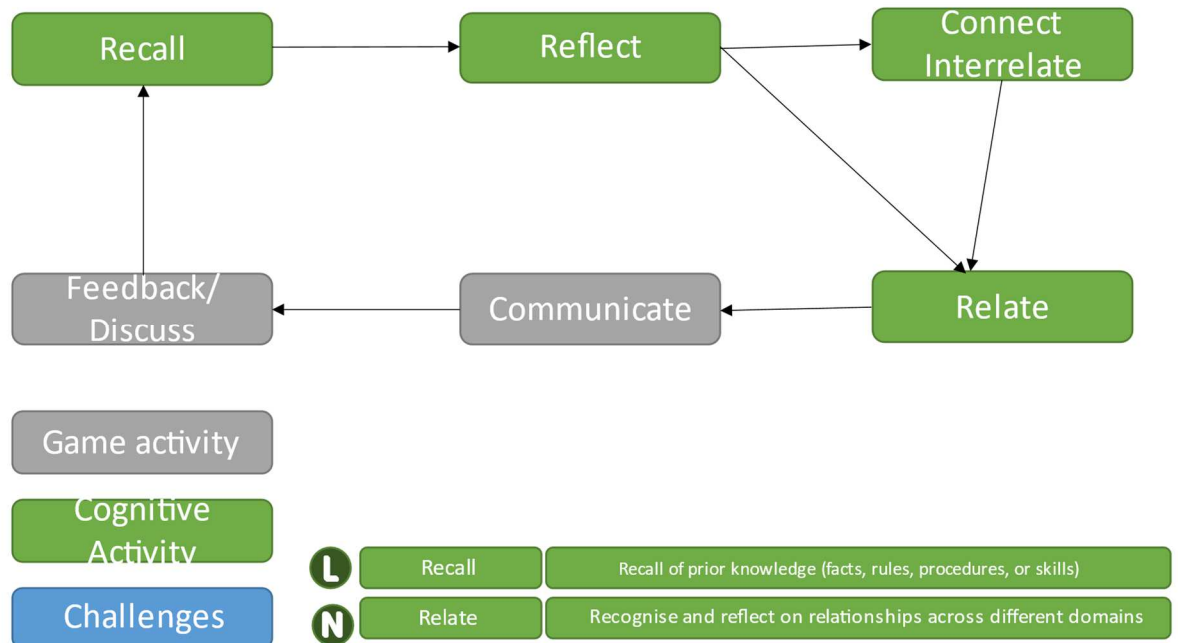 Recall
Reflect
Connect
Interrelate
Feedback/
Discuss
Communicate
Relate
Game activity
Cognitive
Activity
Challenges
L Recall Recall of prior knowledge (facts, rules, procedures, or skills)
N Relate Recognise and reflect on relationships across different domains